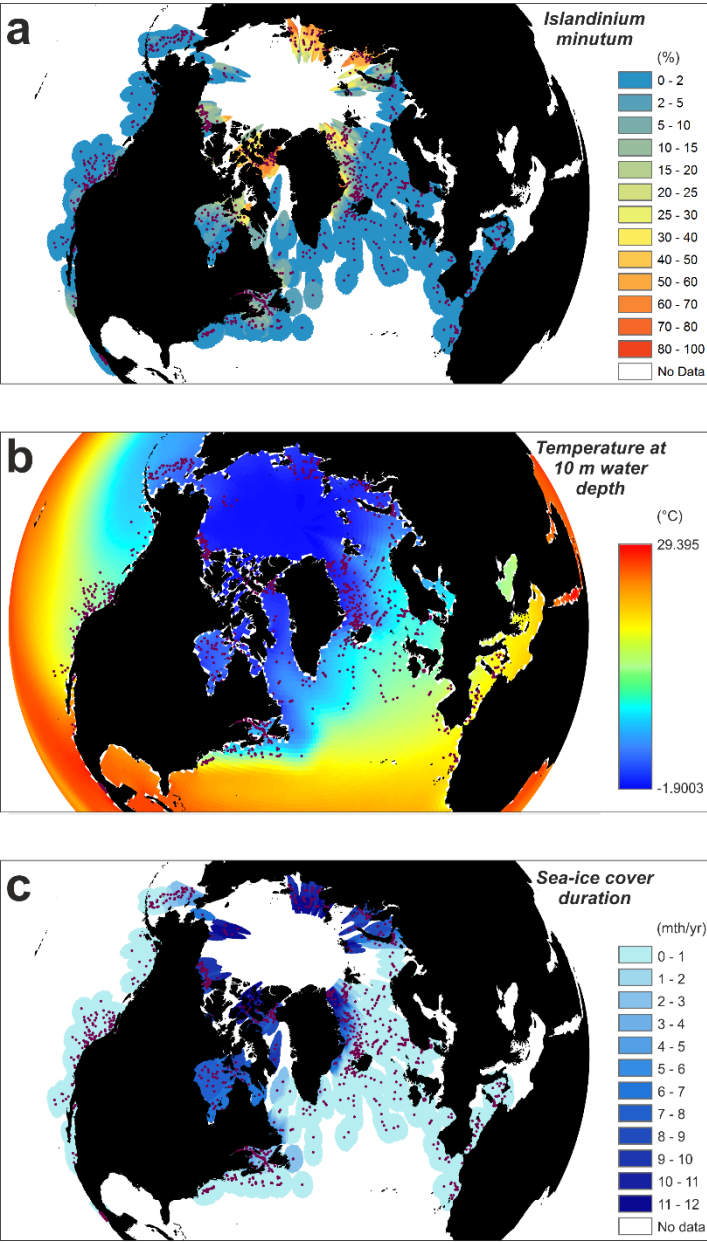 a
Islandinium
minutum
(%)
0 - 2
2 - 5
5 - 10
10 - 15
15 - 20
20 - 25
25 - 30
30 - 40
40 - 50
50 - 60
60 - 70
70 - 80
80 - 100
No Data
b
Temperature at
10 m water
depth
(°C)
29.395
-1.9003
c
Sea-ice cover
duration
(mth/yr)
0 - 1
1 - 2
2 - 3
3 - 4
4 - 5
5 - 6
6 - 7
7 - 8
8 - 9
9 - 10
10 - 11
11 - 12
No data